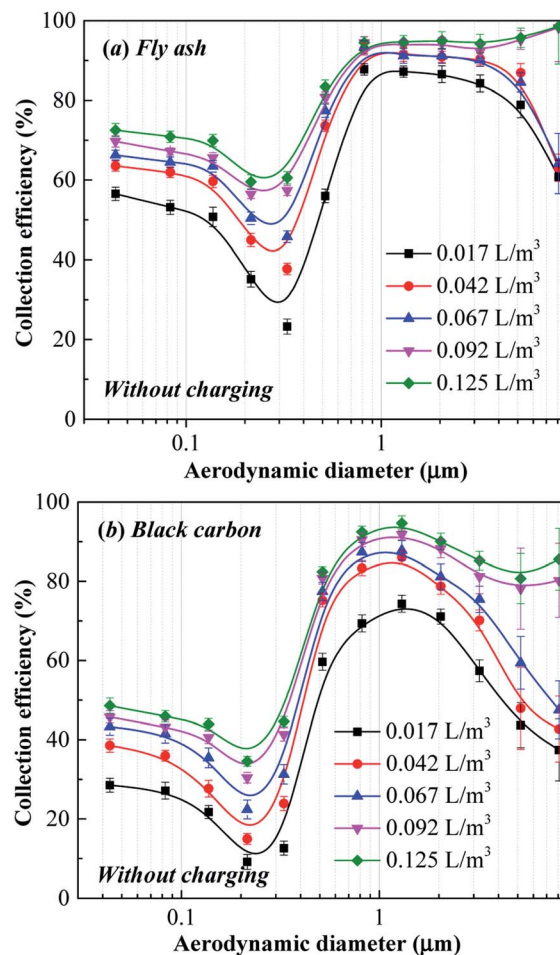 (a) Fly ash
100
80
60
40
20
0
Collection efficiency (%)
0.017 L/m³
0.042 L/m³
0.067 L/m³
0.092 L/m³
0.125 L/m³
Without charging
0.1
1
Aerodynamic diameter (μm)
(b) Black carbon
100
80
60
40
20
0
Collection efficiency (%)
0.017 L/m³
0.042 L/m³
0.067 L/m³
0.092 L/m³
0.125 L/m³
Without charging
0.1
1
Aerodynamic diameter (μm)